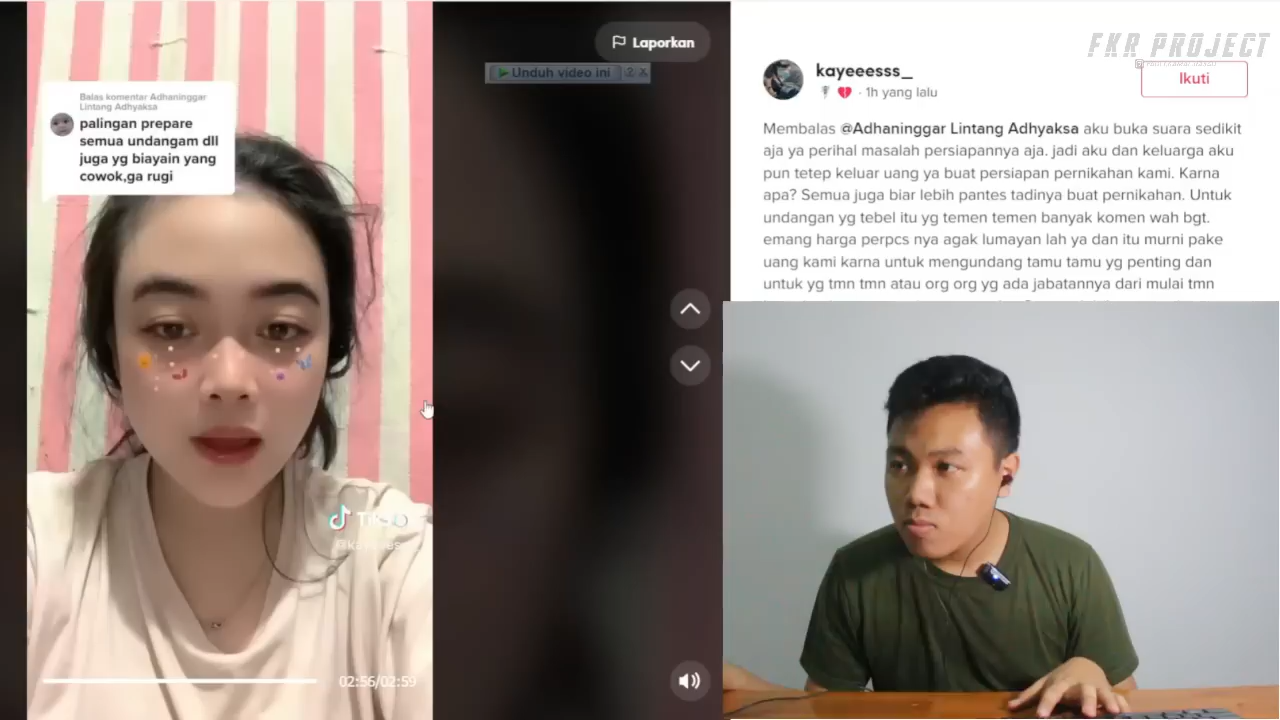 Balas komentar Adhaninggar
Lintang Adhyaksa
palingan prepare
semua undangam dll
juga yg biayain yang
cowok,ga rugi
02:56/02:59
Laporkan
Unduh video ini
FKR PROJECT
kayeeesss_
1h yang lalu
Ikuti
Membalas @Adhaninggar Lintang Adhyaksa aku buka suara sedikit
aja ya perihal masalah persiapannya aja. jadi aku dan keluarga aku
pun tetep keluar uang ya buat persiapan pernikahan kami. Karna
apa? Semua juga biar lebih pantes tadinya buat pernikahan. Untuk
undangan yg tebel itu yg temen temen banyak komen wah bgt.
emang harga perpcs nya agak lumayan lah ya dan itu murni pake
uang kami karna untuk mengundang tamu tamu yg penting dan
untuk yg tmn tmn atau org org yg ada jabatannya dari mulai tmn